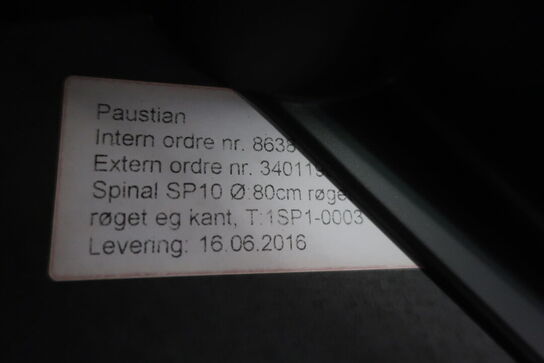 Paustian
Intern ordre nr. 8638
Extern ordre nr. 34011
Spinal SP10 Ø:80cm røge
røget eg kant, T:1SP1-0003
Levering: 16.06.2016